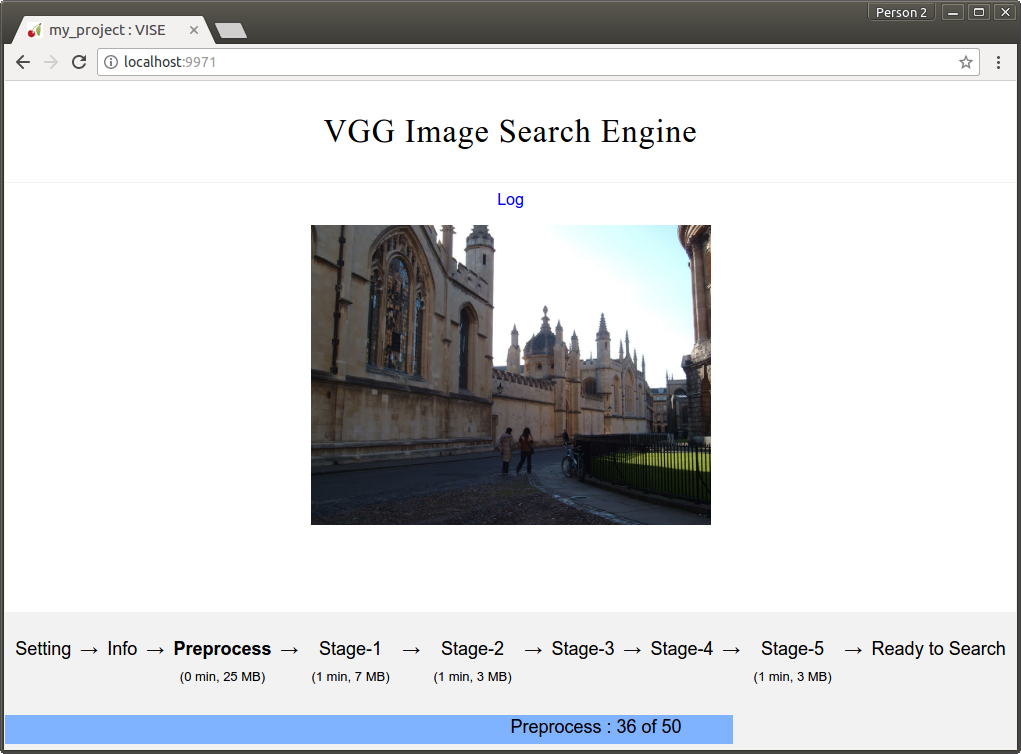 Person 2
my_project : VISE
localhost:9971
VGG Image Search Engine
Log
Setting → Info → Preprocess → Stage-1 → Stage-2 → Stage-3 → Stage-4 → Stage-5 → Ready to Search
(0 min, 25 MB) (1 min, 7 MB) (1 min, 3 MB) (1 min, 3 MB)
Preprocess : 36 of 50